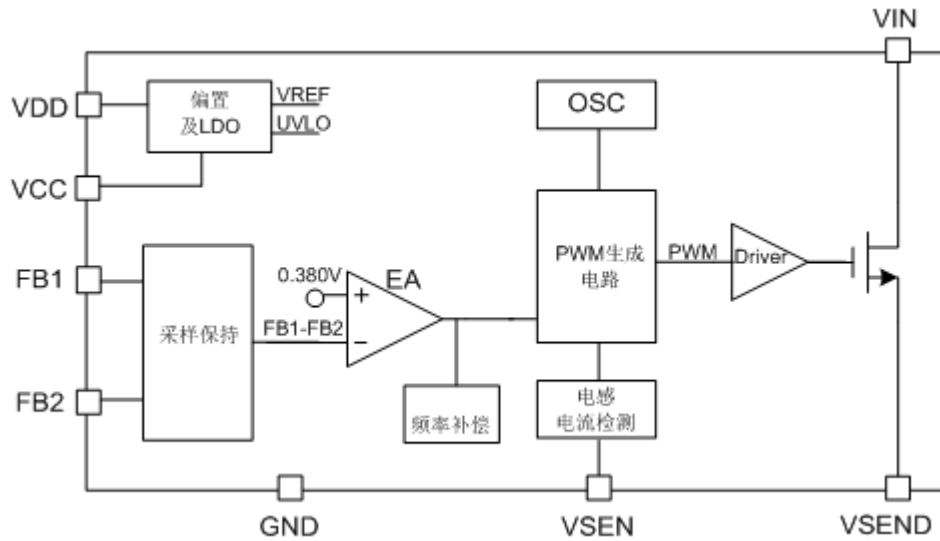 VIN
VDD
偏置
及LDO
VREF
UVLO
OSC
VCC
PWM生成
电路
PWM
Driver
FB1
0.380V
EA
+
采样保持
FB1-FB2
−
FB2
频率补偿
电感
电流检测
GND
VSEN
VSEND